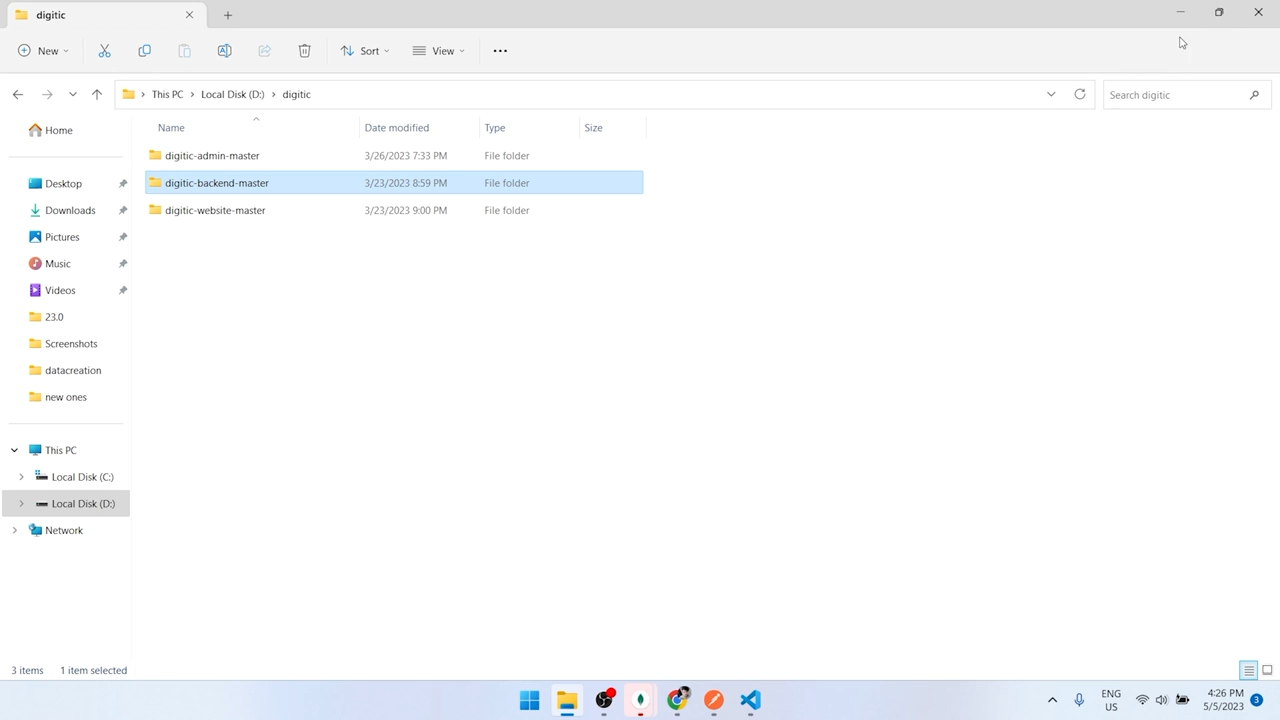 digitic
New
Sort
View
This PC
Local Disk (D:)
digitic
Search digitic
Home
Desktop
Downloads
Pictures
Music
Videos
23.0
Screenshots
datacreation
new ones
This PC
Local Disk (C:)
Local Disk (D:)
Network
Name Date modified Type Size
digitic-admin-master 3/26/2023 7:33 PM File folder
digitic-backend-master 3/23/2023 8:59 PM File folder
digitic-website-master 3/23/2023 9:00 PM File folder
3 items 1 item selected
ENG
US
4:26 PM
5/5/2023
3